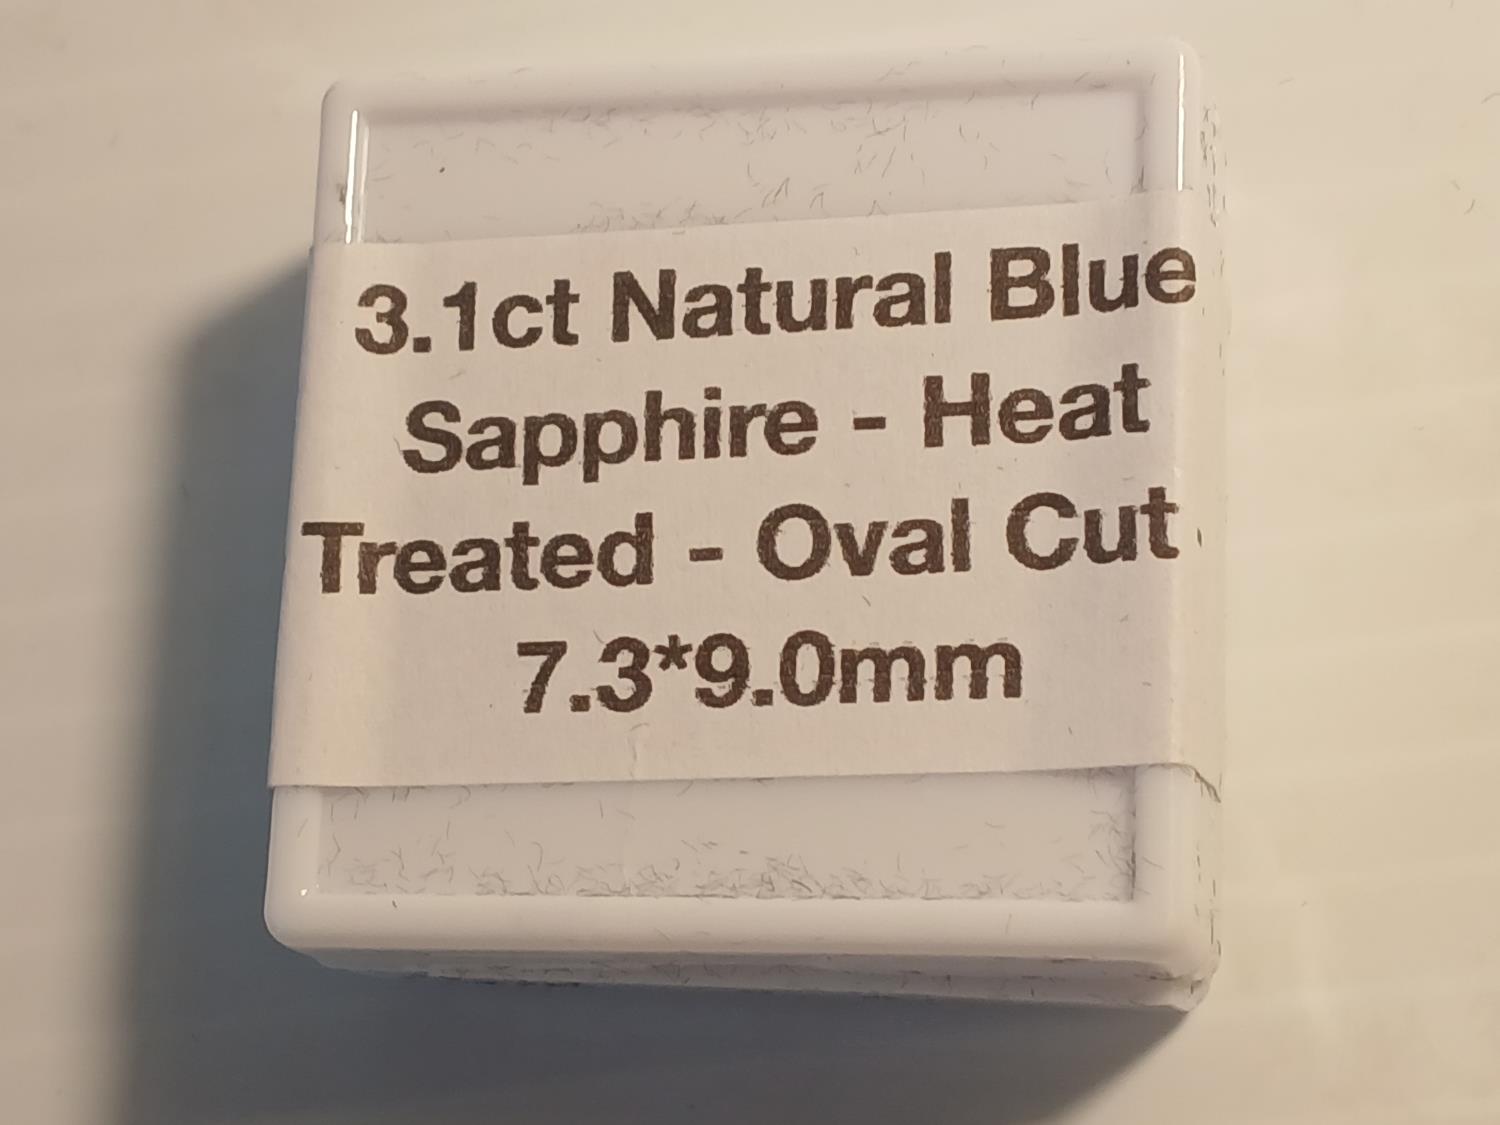 3.1ct Natural Blue
Sapphire - Heat
Treated - Oval Cut
7.3*9.0mm